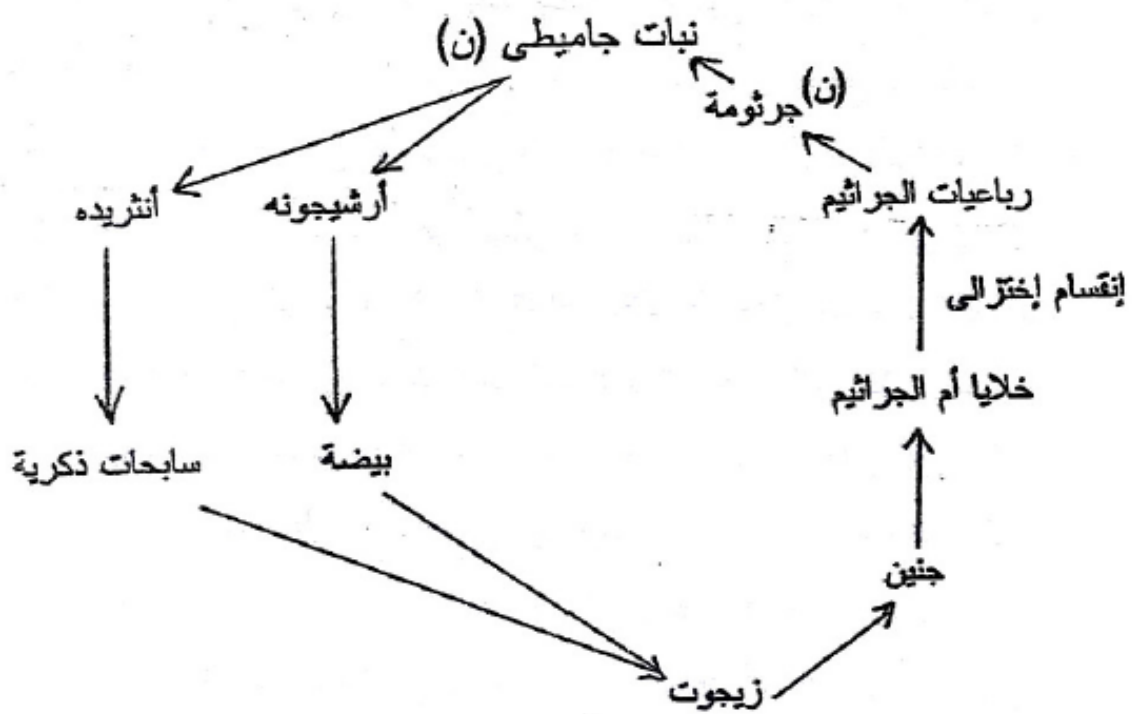 نبات جاميطى (ن)
(ن) جرثومة
رباعيات الجراثيم
أرشيجونه
أنثريده
إنقسام إختزالى
خلايا أم الجراثيم
بيضة
سابحات ذكرية
جنين
زيجوت